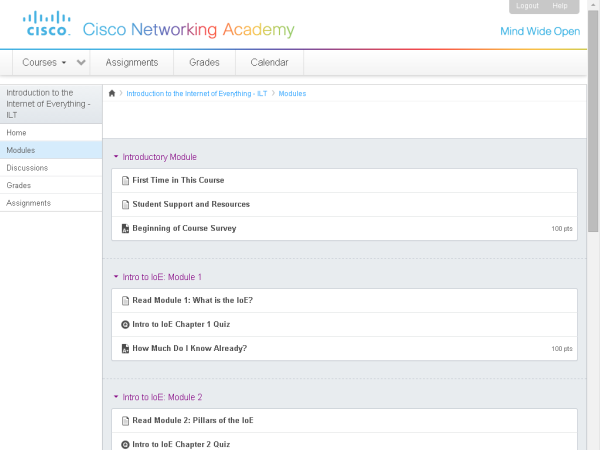 Logout Help
CISCO. Cisco Networking Academy
Mind Wide Open
Courses Assignments Grades Calendar
Introduction to the
Internet of Everything -
ILT
Home
Modules
Discussions
Grades
Assignments
Introduction to the Internet of Everything - ILT Modules
Introductory Module
First Time in This Course
Student Support and Resources
Beginning of Course Survey
100 pts
Intro to IoE: Module 1
Read Module 1: What is the IoE?
Intro to IoE Chapter 1 Quiz
How Much Do I Know Already?
100 pts
Intro to IoE: Module 2
Read Module 2: Pillars of the IoE
Intro to IoE Chapter 2 Quiz